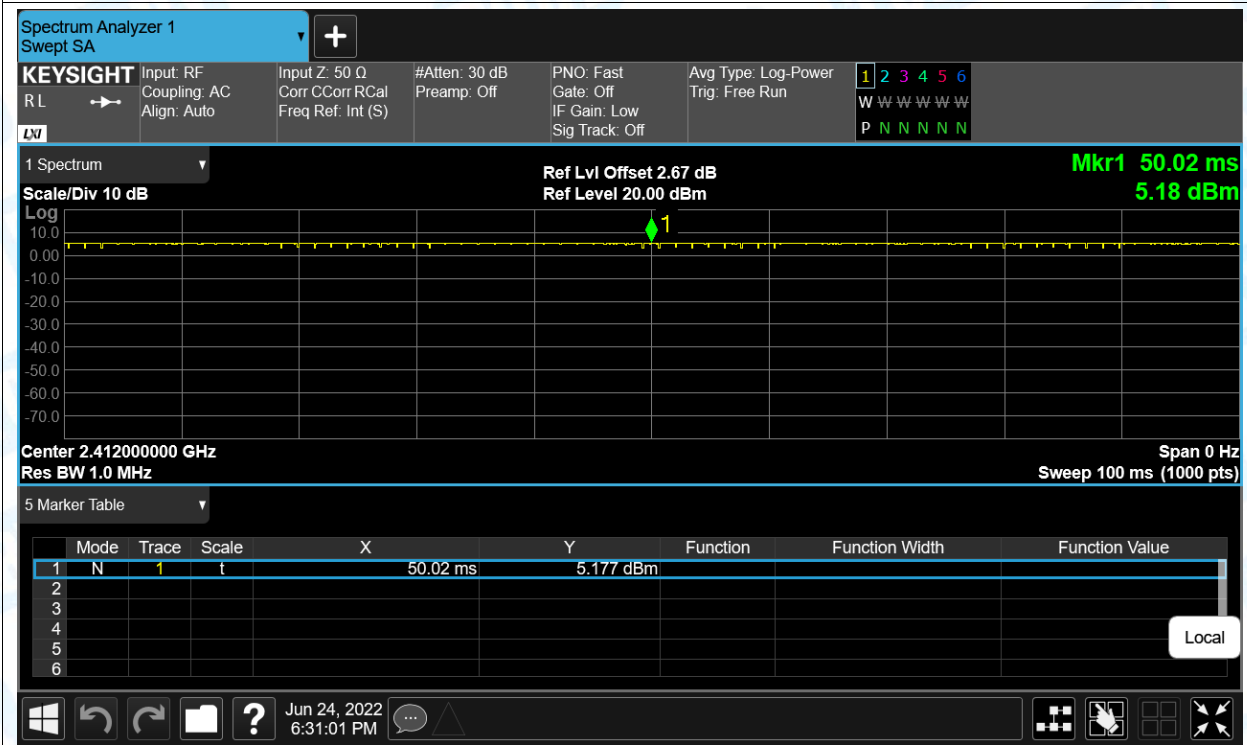 Spectrum Analyzer 1
Swept SA
KEYSIGHT
R L
LXI
Input: RF
Coupling: AC
Align: Auto
Input Z: 50 Ω
Corr CCorr RCal
Freq Ref: Int (S)
#Atten: 30 dB
Preamp: Off
PNO: Fast
Gate: Off
IF Gain: Low
Sig Track: Off
Avg Type: Log-Power
Trig: Free Run
1 2 3 4 5 6
W W W W W W
P N N N N N
1 Spectrum
Scale/Div 10 dB
Ref Lvl Offset 2.67 dB
Ref Level 20.00 dBm
Mkr1 50.02 ms
5.18 dBm
Log
1
10.0
0.00
-10.0
-20.0
-30.0
-40.0
-50.0
-60.0
-70.0
Center 2.412000000 GHz
Span 0 Hz
Res BW 1.0 MHz
Sweep 100 ms (1000 pts)
5 Marker Table
Mode Trace Scale X Y Function Function Width Function Value
1 N 1 t 50.02 ms 5.177 dBm
2
3
4
5
6
Local
?
Jun 24, 2022
6:31:01 PM